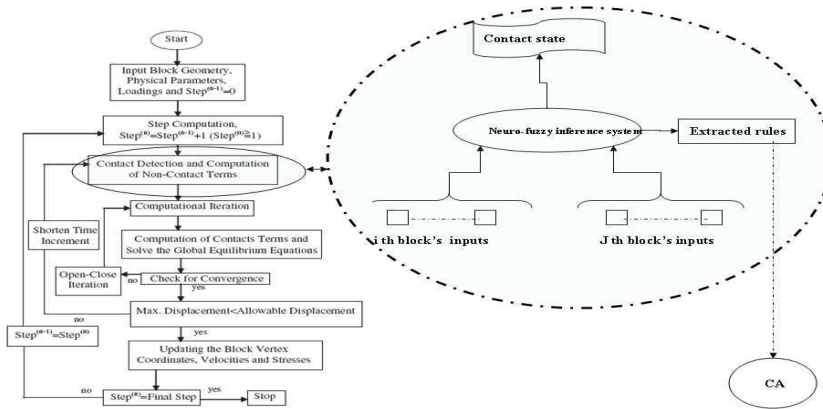 Start
Input Block Geometry,
Physical Parameters,
Loadings and Step⁽ⁿ⁻¹⁾=0
Step Computation,
Step⁽ⁿ⁾=Step⁽ⁿ⁻¹⁾+1 (Step⁽ⁿ⁾≥1)
Contact Detection and Computation
of Non-Contact Terms
Computational Iteration
Shorten Time
Increment
Computation of Contacts Terms and
Solve the Global Equilibrium Equations
Open-Close
Iteration
no
Check for Convergence
yes
Max. Displacement<Allowable Displacement
no
yes
Step⁽ⁿ⁻¹⁾=Step⁽ⁿ⁾
Updating the Block Vertex
Coordinates, Velocities and Stresses
no
Step⁽ⁿ⁾=Final Step
yes
Stop
Contact state
Neuro-fuzzy inference system
Extracted rules
i th block's inputs
J th block's inputs
CA